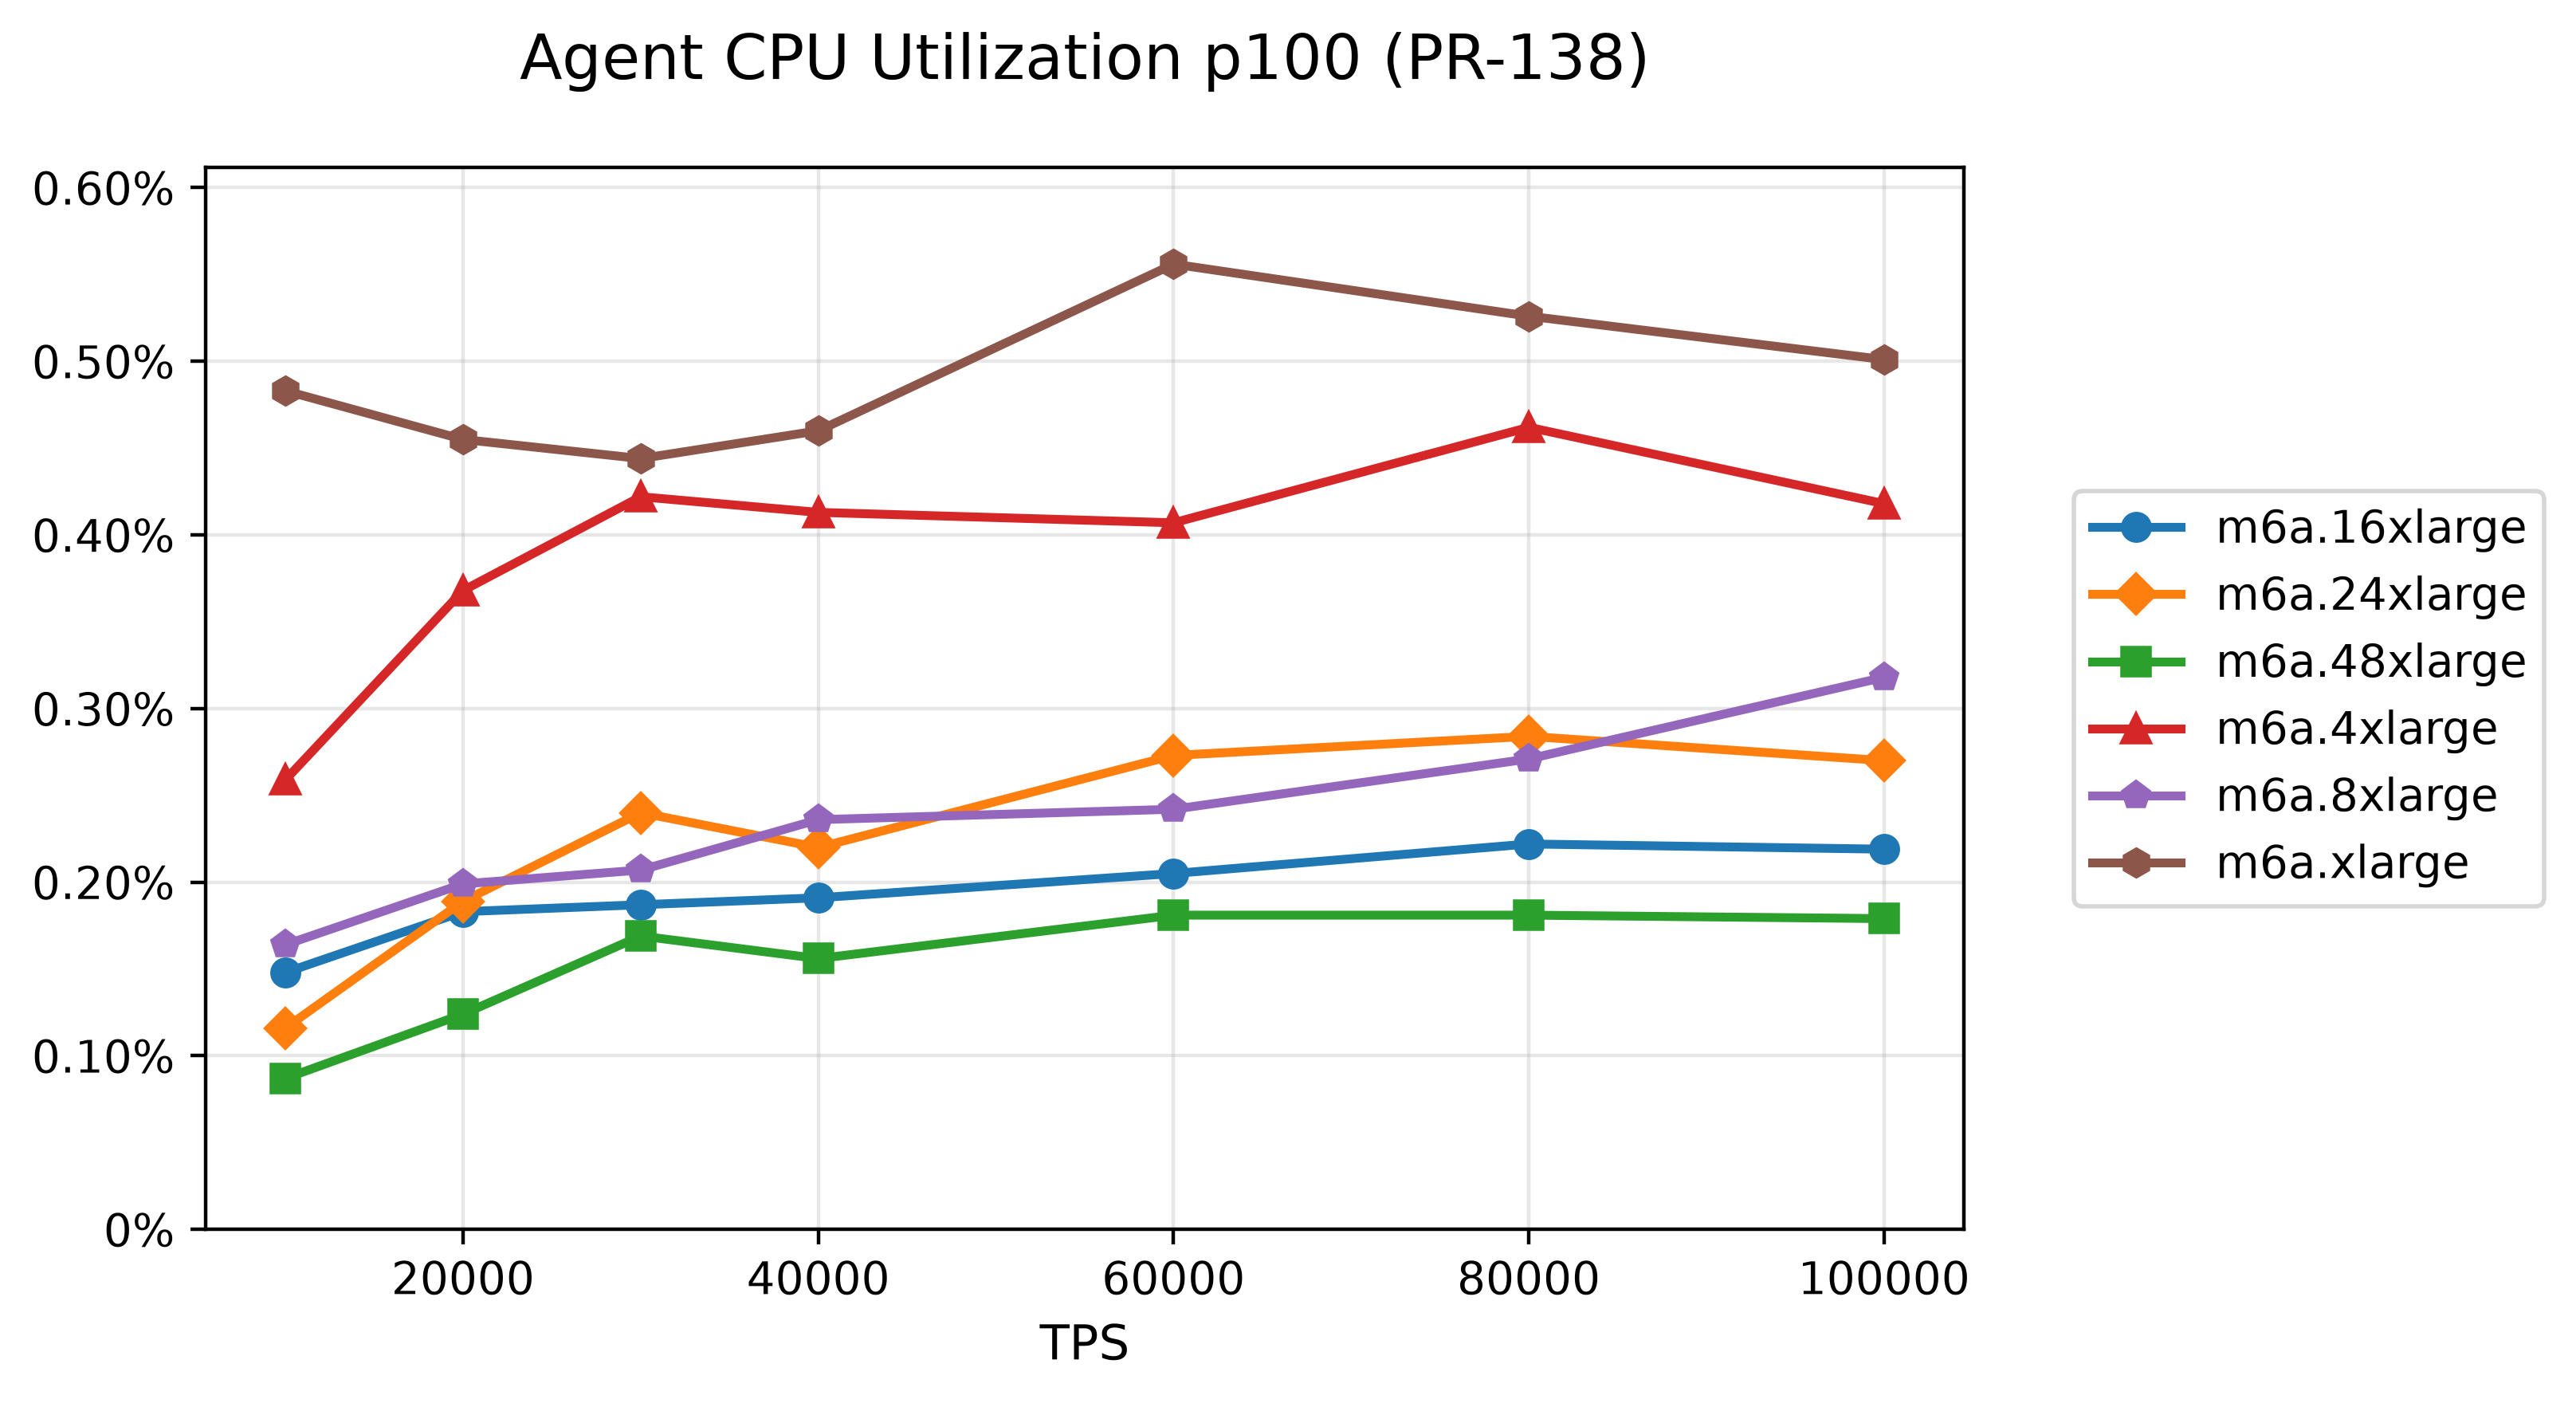 Agent CPU Utilization p100 (PR-138)
0.60%
0.50%
0.40%
0.30%
0.20%
0.10%
0%
20000 40000 60000 80000 100000
TPS
m6a.16xlarge
m6a.24xlarge
m6a.48xlarge
m6a.4xlarge
m6a.8xlarge
m6a.xlarge